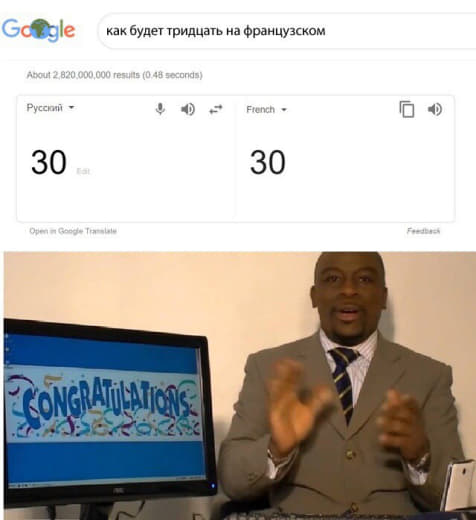 Google
как будет тридцать на французском
About 2,820,000,000 results (0.48 seconds)
Русский
French
30
Edit
30
Open in Google Translate
Feedback
CONGRATULATIONS